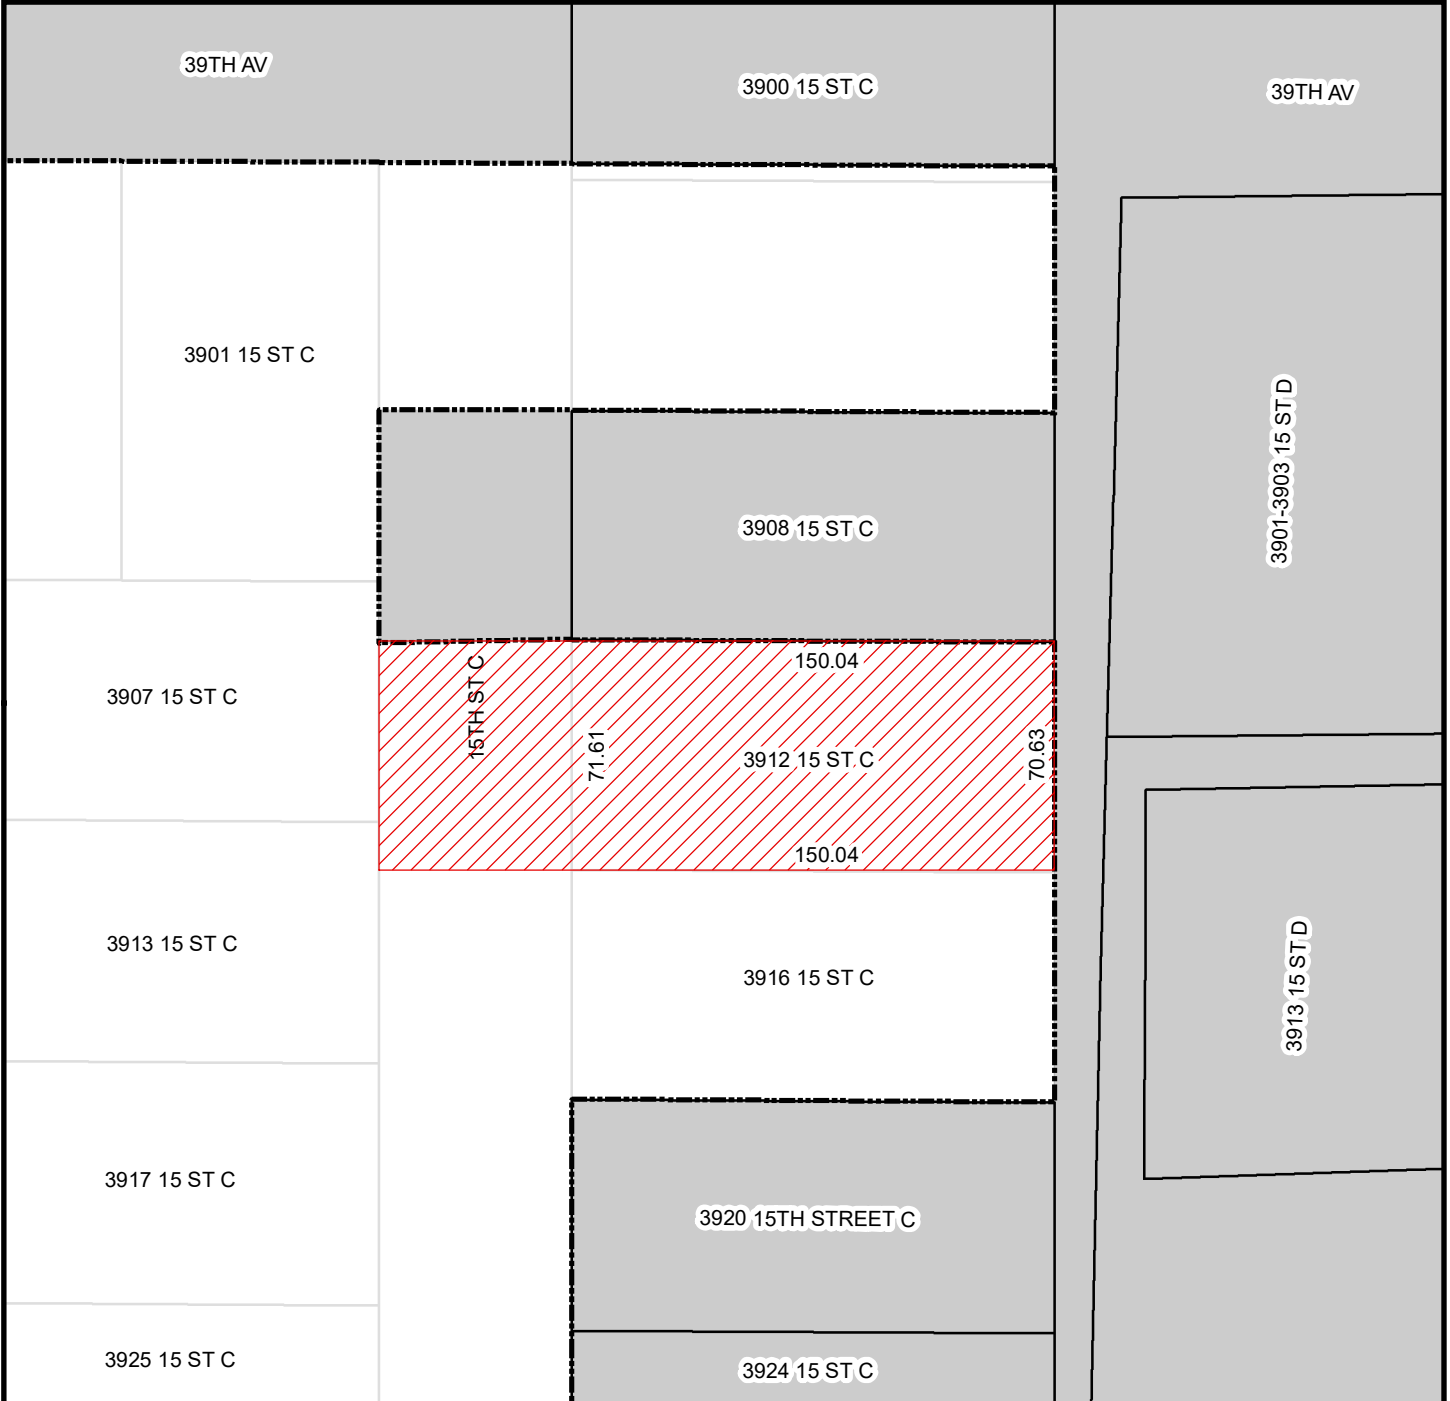 39TH AV
3900 15 ST C
39TH AV
3901 15 ST C
3901-3903 15 ST D
3908 15 ST C
15TH ST C
150.04
3907 15 ST C
71.61
3912 15 ST C
70.63
150.04
3913 15 ST C
3916 15 ST C
3913 15 ST D
3917 15 ST C
3920 15TH STREET C
3925 15 ST C
3924 15 ST C